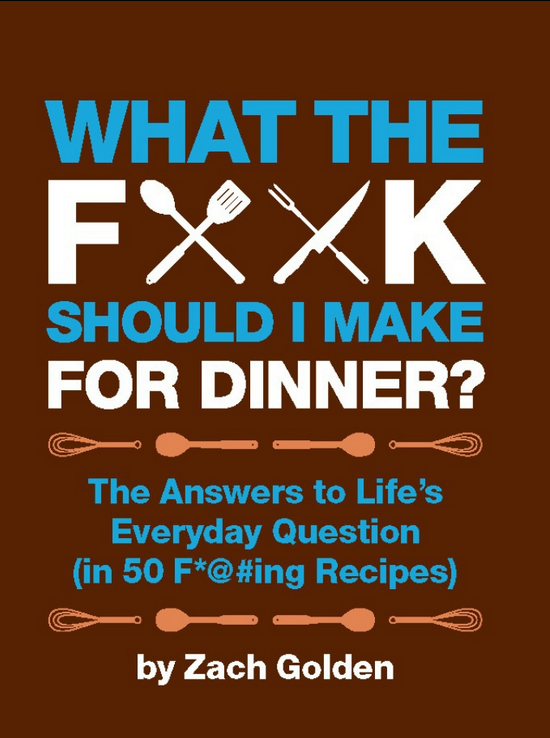 WHAT THE
F K
SHOULD I MAKE
FOR DINNER?
The Answers to Life’s
Everyday Question
(in 50 F*@#ing Recipes)
by Zach Golden